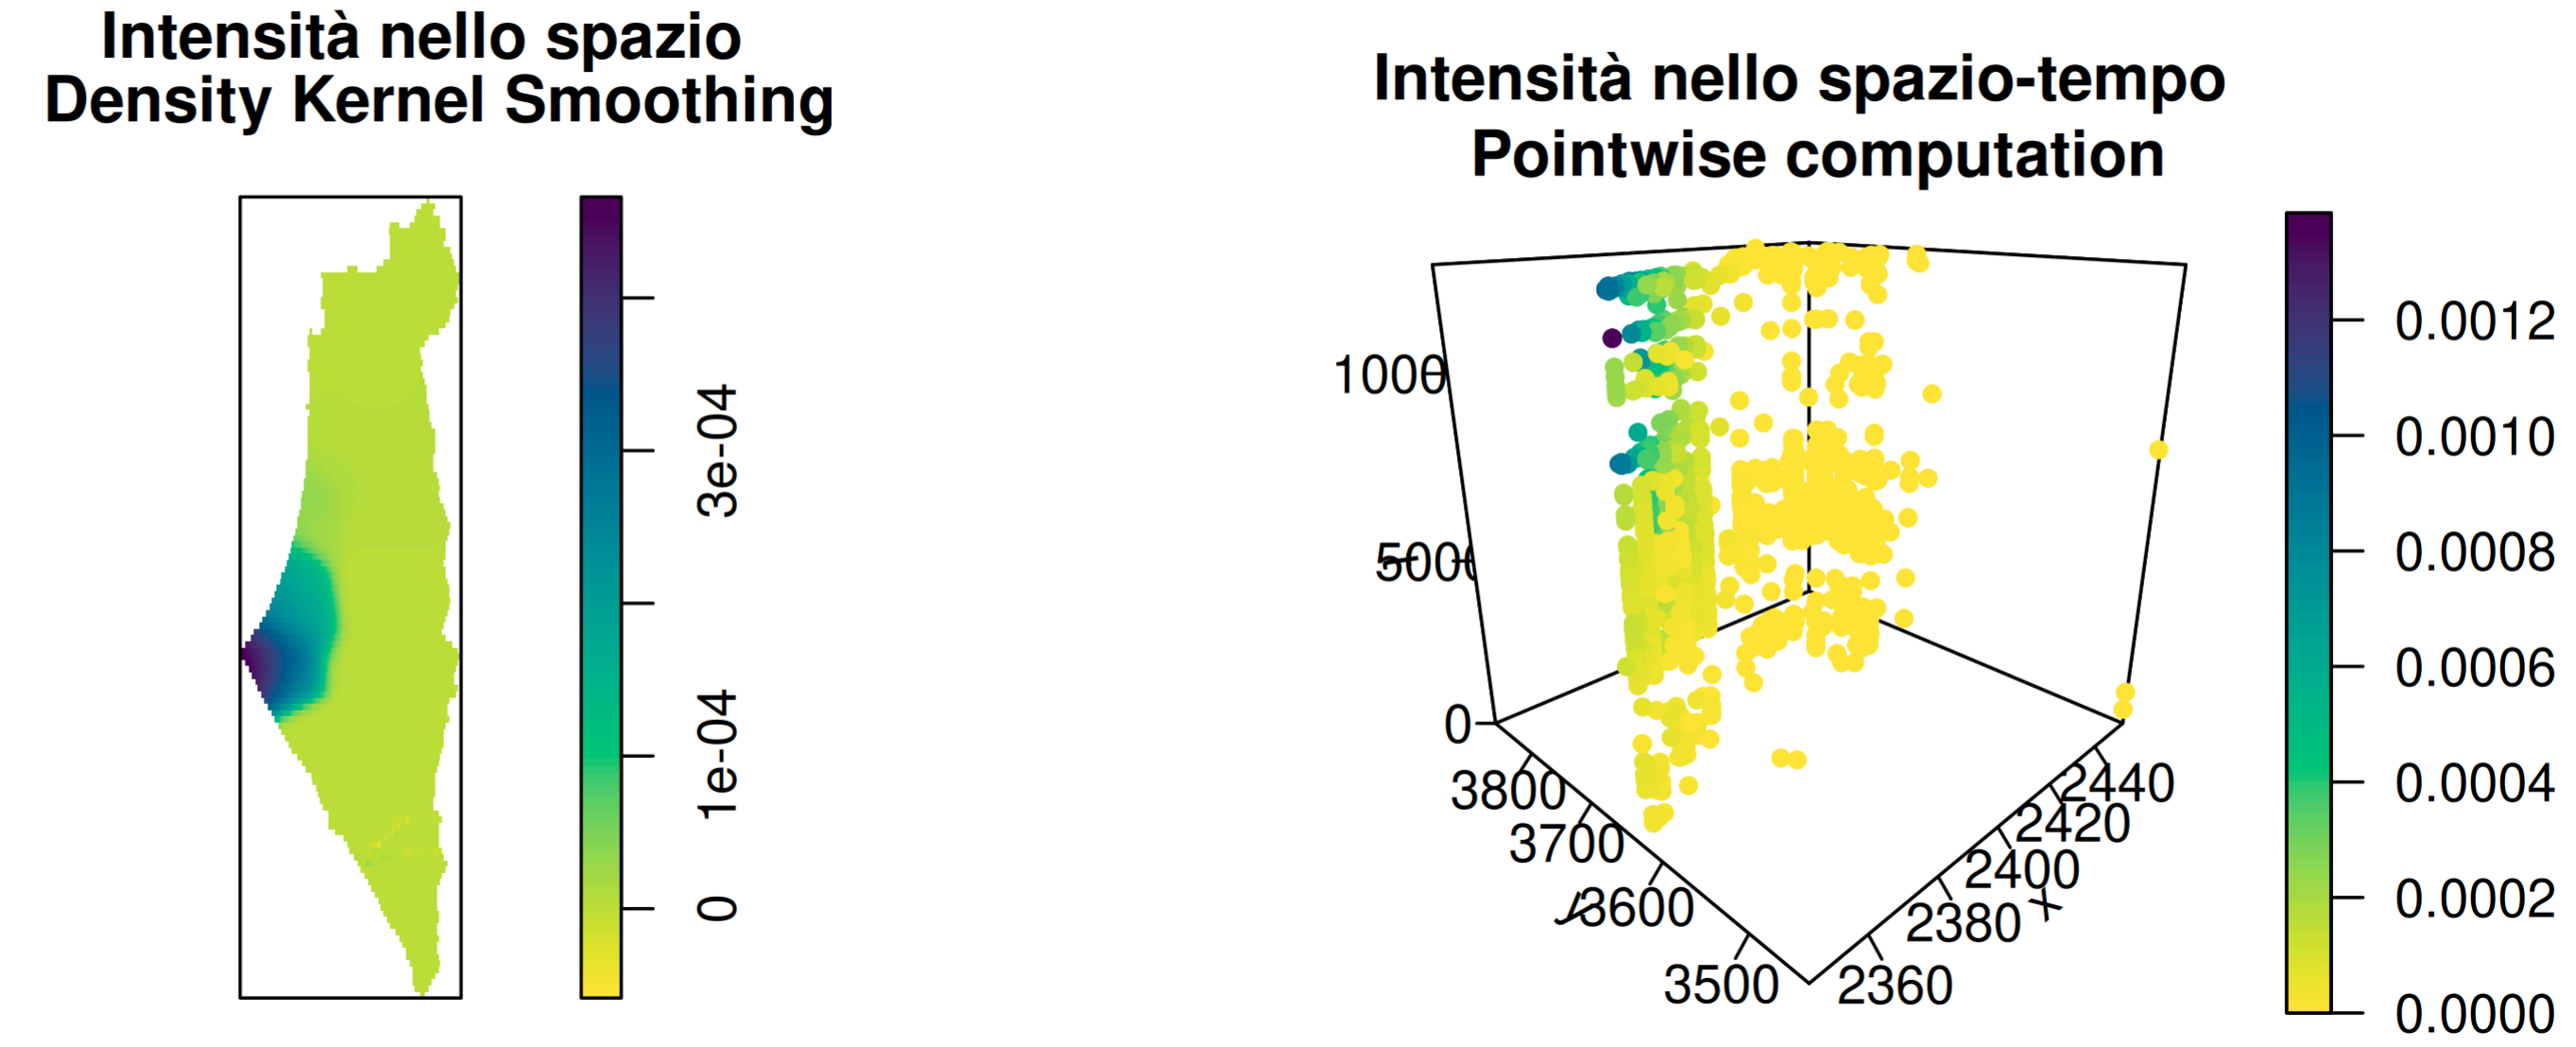 Intensità nello spazio
Density Kernel Smoothing
3e-04
1e-04
0
Intensità nello spazio-tempo
Pointwise computation
1000
500
t
0
3800
3700
3600
3500
y
2440
2420
2400
2380
2360
x
0.0012
0.0010
0.0008
0.0006
0.0004
0.0002
0.0000